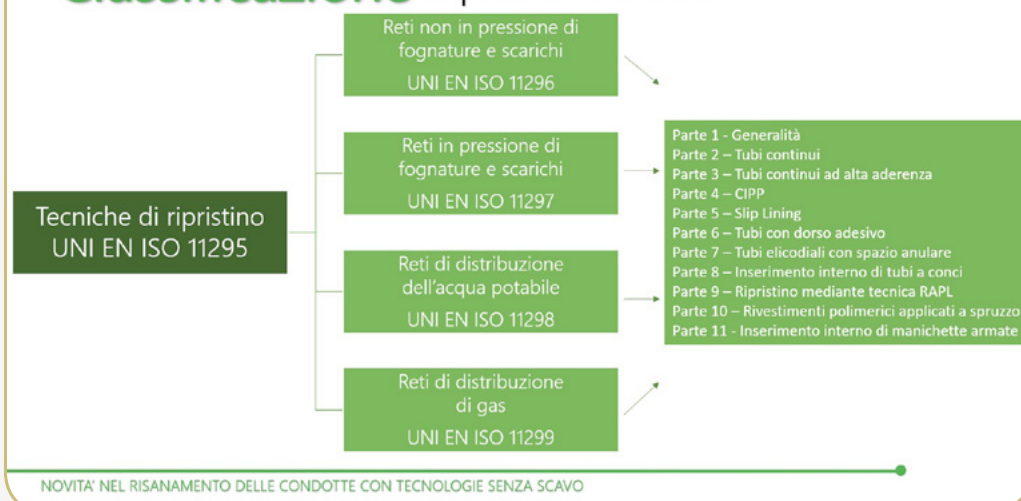 Classificazione
Reti non in pressione di
fognature e scarichi
UNI EN ISO 11296
Reti in pressione di
fognature e scarichi
UNI EN ISO 11297
Tecniche di ripristino
UNI EN ISO 11295
Reti di distribuzione
dell'acqua potabile
UNI EN ISO 11298
Reti di distribuzione
di gas
UNI EN ISO 11299
Parte 1 - Generalità
Parte 2 – Tubi continui
Parte 3 – Tubi continui ad alta aderenza
Parte 4 – CIPP
Parte 5 – Slip Lining
Parte 6 – Tubi con dorso adesivo
Parte 7 – Tubi elicodiali con spazio anulare
Parte 8 – Inserimento interno di tubi a conci
Parte 9 – Ripristino mediante tecnica RAPL
Parte 10 – Rivestimenti polimerici applicati a spruzzo
Parte 11 - Inserimento interno di manichette armate
NOVITA' NEL RISANAMENTO DELLE CONDOTTE CON TECNOLOGIE SENZA SCAVO